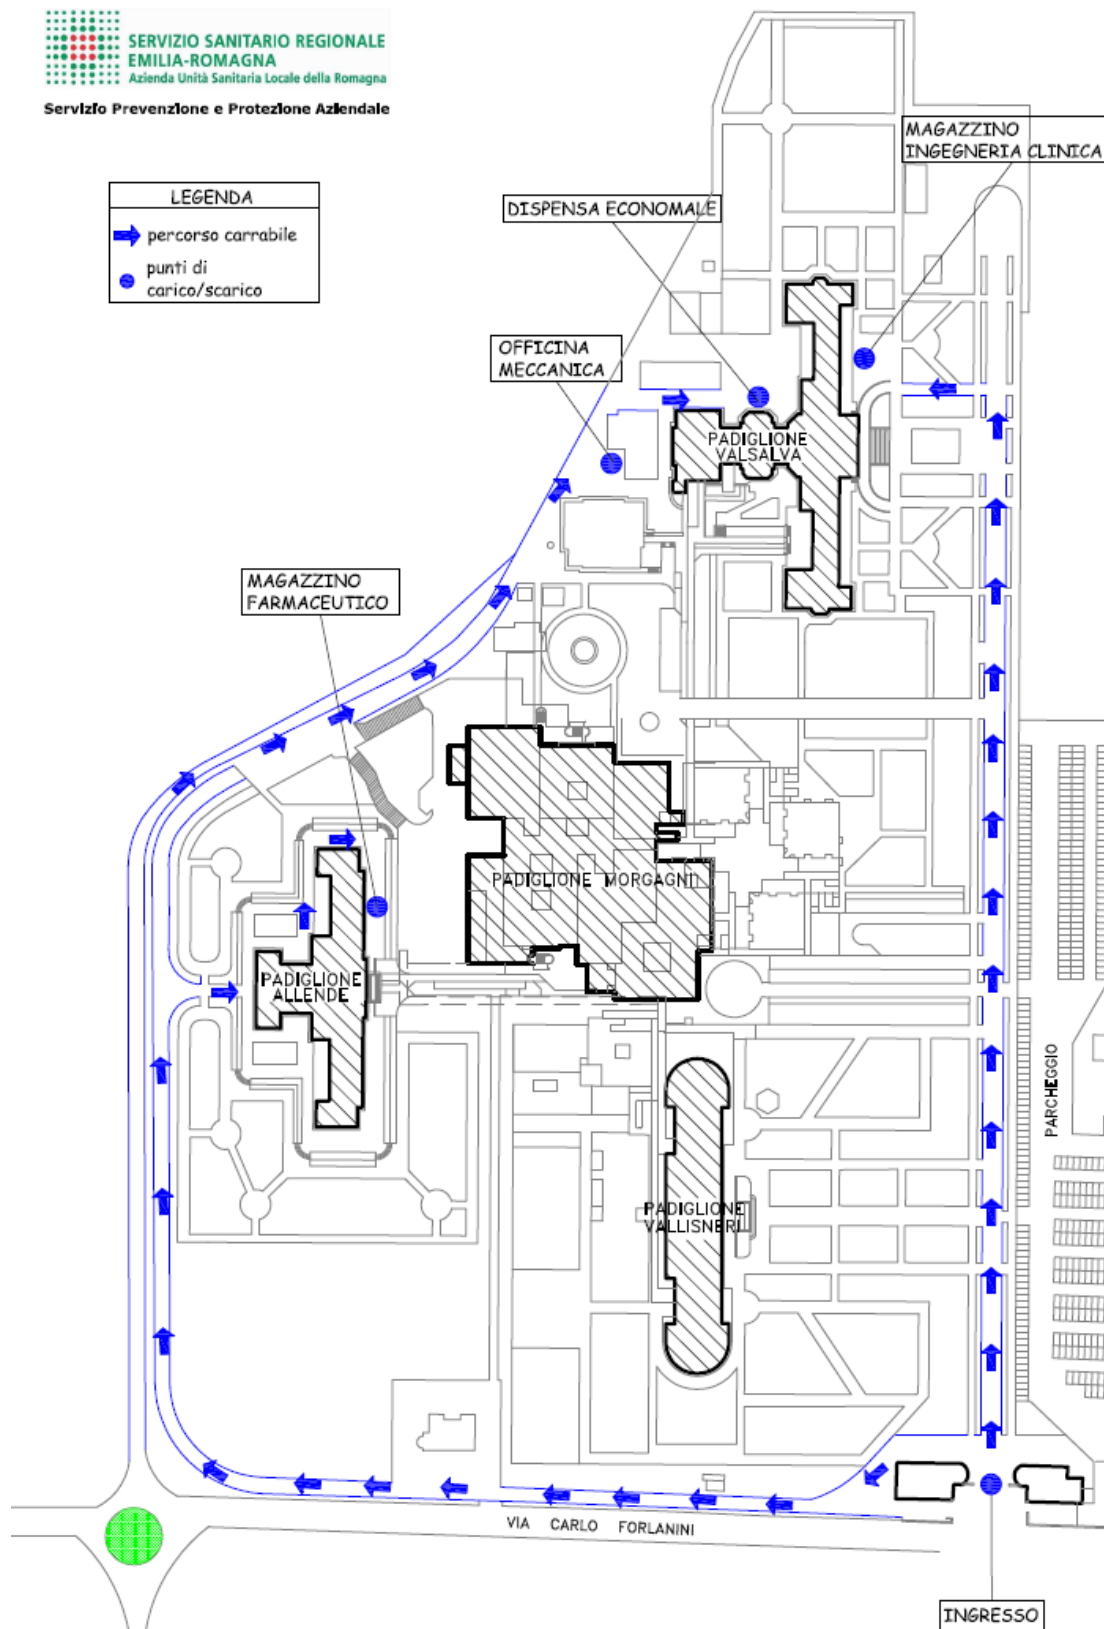 SERVIZIO SANITARIO REGIONALE
EMILIA-ROMAGNA
Azienda Unità Sanitaria Locale della Romagna
Servizio Prevenzione e Protezione Aziendale
LEGENDA
percorso carrabile
punti di
carico/scarico
MAGAZZINO
INGEGNERIA CLINICA
DISPENSA ECONOMALE
OFFICINA
MECCANICA
PADIGLIONE
VALSALVA
MAGAZZINO
FARMACEUTICO
PADIGLIONE MORGAGNI
PADIGLIONE
ALLENDE
PARCHEGGIO
PADIGLIONE
VALLISNERI
VIA CARLO FORLANINI
INGRESSO